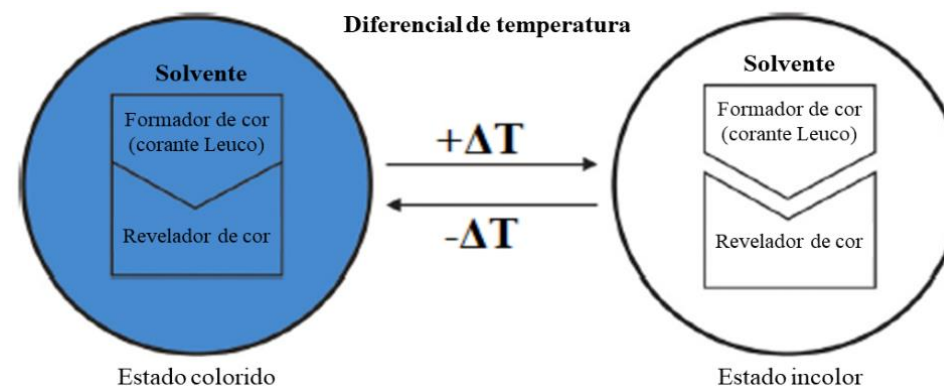 Diferencial de temperatura
Solvente
Formador de cor
(corante Leuco)
Revelador de cor
Estado colorido
+ΔT
-ΔT
Solvente
Formador de cor
(corante Leuco)
Revelador de cor
Estado incolor